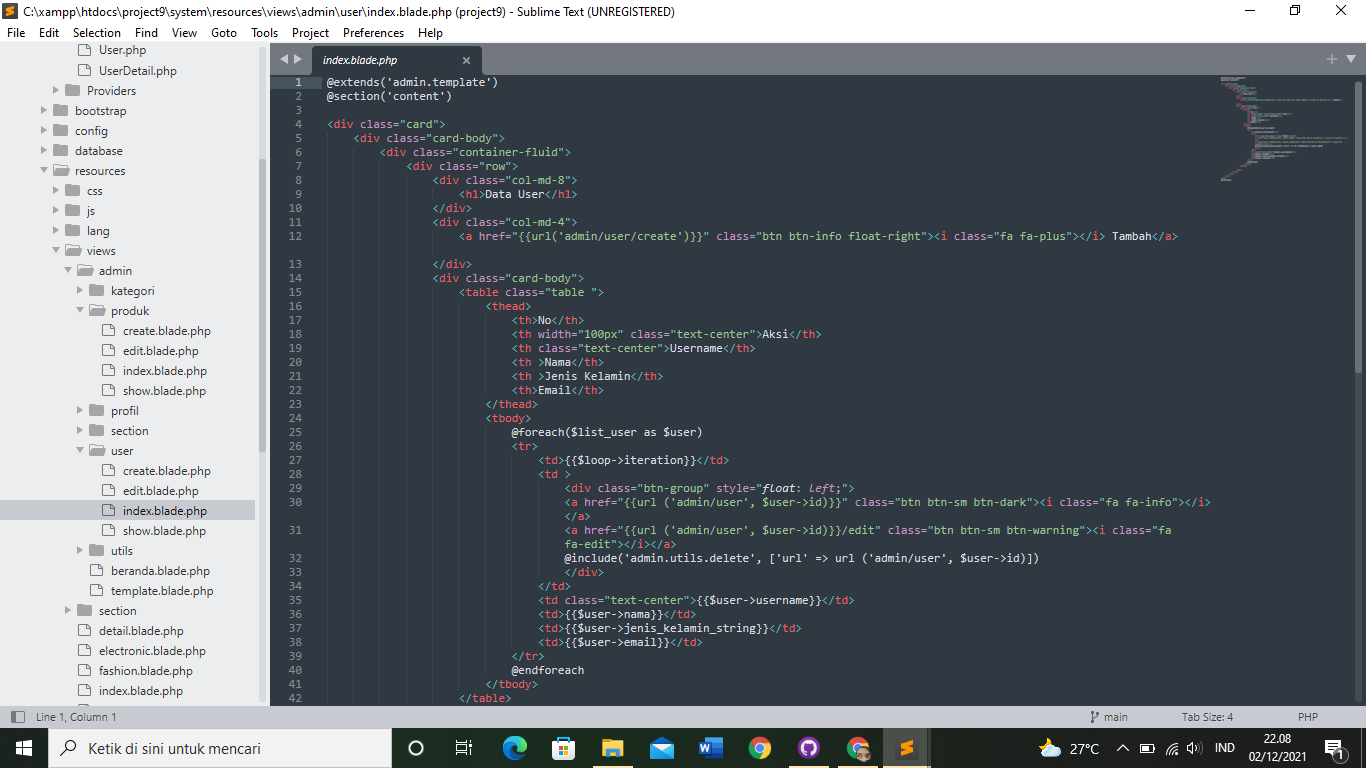 C:\xampp\htdocs\project9\system\resources\views\admin\user\index.blade.php (project9) - Sublime Text (UNREGISTERED)
File Edit Selection Find View Goto Tools Project Preferences Help
User.php
UserDetail.php
Providers
bootstrap
config
database
resources
css
js
lang
views
admin
kategori
produk
create.blade.php
edit.blade.php
index.blade.php
show.blade.php
profil
section
user
create.blade.php
edit.blade.php
index.blade.php
show.blade.php
utils
beranda.blade.php
template.blade.php
section
detail.blade.php
electronic.blade.php
fashion.blade.php
index.blade.php
index.blade.php
1 @extends('admin.template')
2 @section('content')
3
4 <div class="card">
5 <div class="card-body">
6 <div class="container-fluid">
7 <div class="row">
8 <div class="col-md-8">
9 <h1>Data User</h1>
10 </div>
11 <div class="col-md-4">
12 <a href="{{url('admin/user/create')}}" class="btn btn-info float-right"><i class="fa fa-plus"></i> Tambah</a>
13 </div>
14 <div class="card-body">
15 <table class="table ">
16 <thead>
17 <th>No</th>
18 <th width="100px" class="text-center">Aksi</th>
19 <th class="text-center">Username</th>
20 <th >Nama</th>
21 <th >Jenis Kelamin</th>
22 <th>Email</th>
23 </thead>
24 <tbody>
25 @foreach($list_user as $user)
26 <tr>
27 <td>{{$loop->iteration}}</td>
28 <td >
29 <div class="btn-group" style="float: left;">
30 <a href="{{url ('admin/user', $user->id)}}" class="btn btn-sm btn-dark"><i class="fa fa-info"></i>
</a>
31 <a href="{{url ('admin/user', $user->id)}}/edit" class="btn btn-sm btn-warning"><i class="fa
fa-edit"></i></a>
32 @include('admin.utils.delete', ['url' => url ('admin/user', $user->id)])
33 </div>
34 </td>
35 <td class="text-center">{{$user->username}}</td>
36 <td>{{$user->nama}}</td>
37 <td>{{$user->jenis_kelamin_string}}</td>
38 <td>{{$user->email}}</td>
39 </tr>
40 @endforeach
41 </tbody>
42 </table>
Line 1, Column 1
main
Tab Size: 4
PHP
Ketik di sini untuk mencari
27°C
IND
22.08
02/12/2021
1